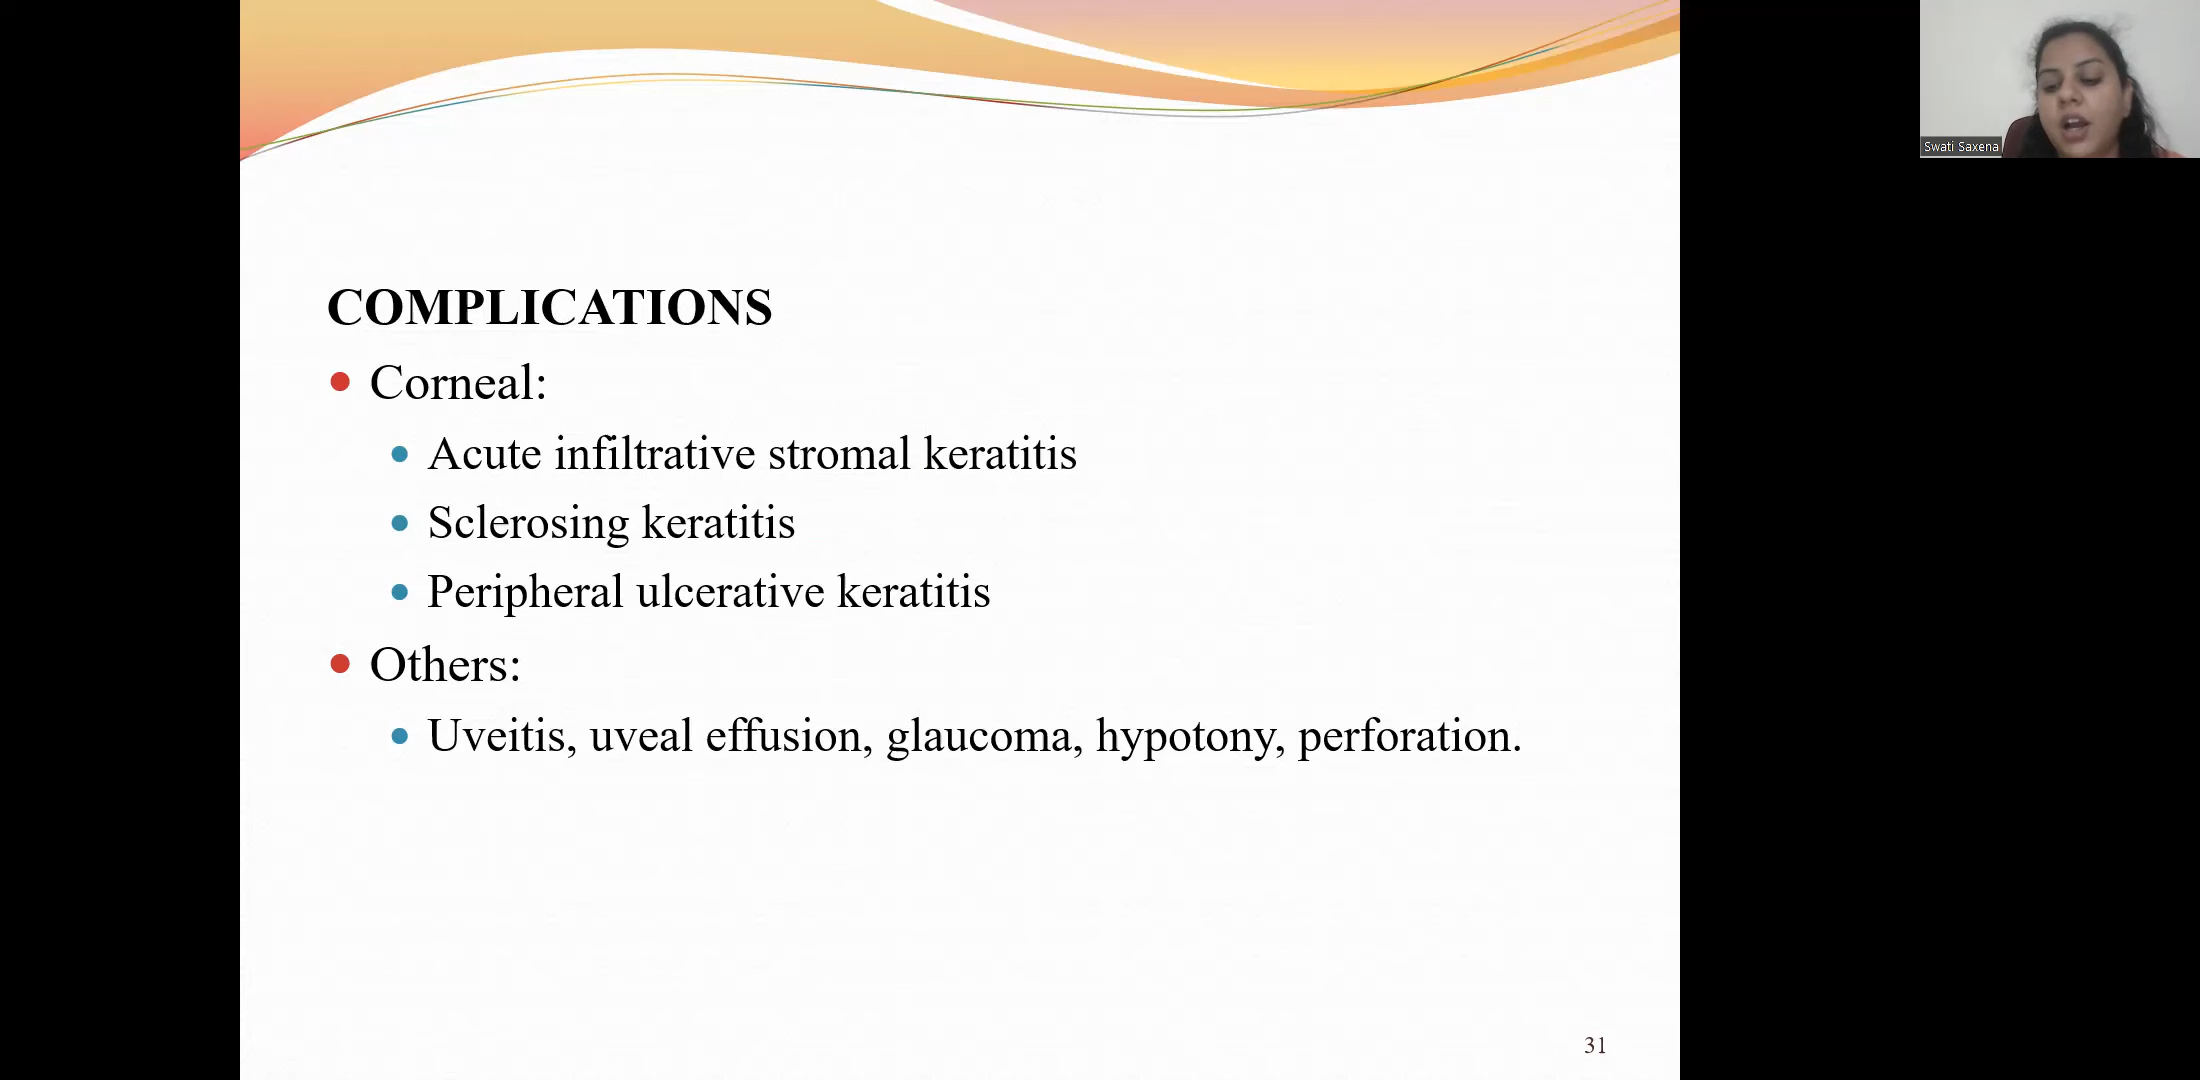 Swati Saxena
COMPLICATIONS
Corneal:
Acute infiltrative stromal keratitis
Sclerosing keratitis
Peripheral ulcerative keratitis
Others:
Uveitis, uveal effusion, glaucoma, hypotony, perforation.
31